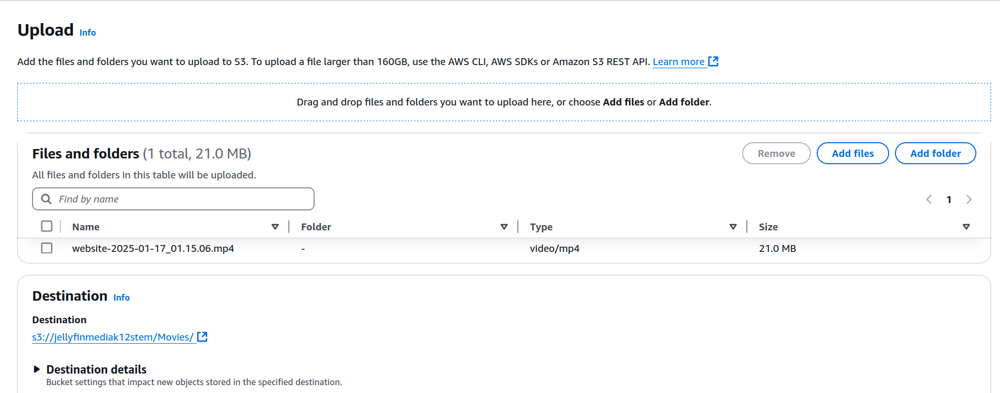 Upload Info
Add the files and folders you want to upload to S3. To upload a file larger than 160GB, use the AWS CLI, AWS SDKs or Amazon S3 REST API. Learn more
Drag and drop files and folders you want to upload here, or choose Add files or Add folder.
Files and folders (1 total, 21.0 MB)
Remove
Add files
Add folder
All files and folders in this table will be uploaded.
Find by name
1
Name Folder Type Size
website-2025-01-17_01.15.06.mp4 - video/mp4 21.0 MB
Destination Info
Destination
s3://jellyfinmediak12stem/Movies/
Destination details
Bucket settings that impact new objects stored in the specified destination.